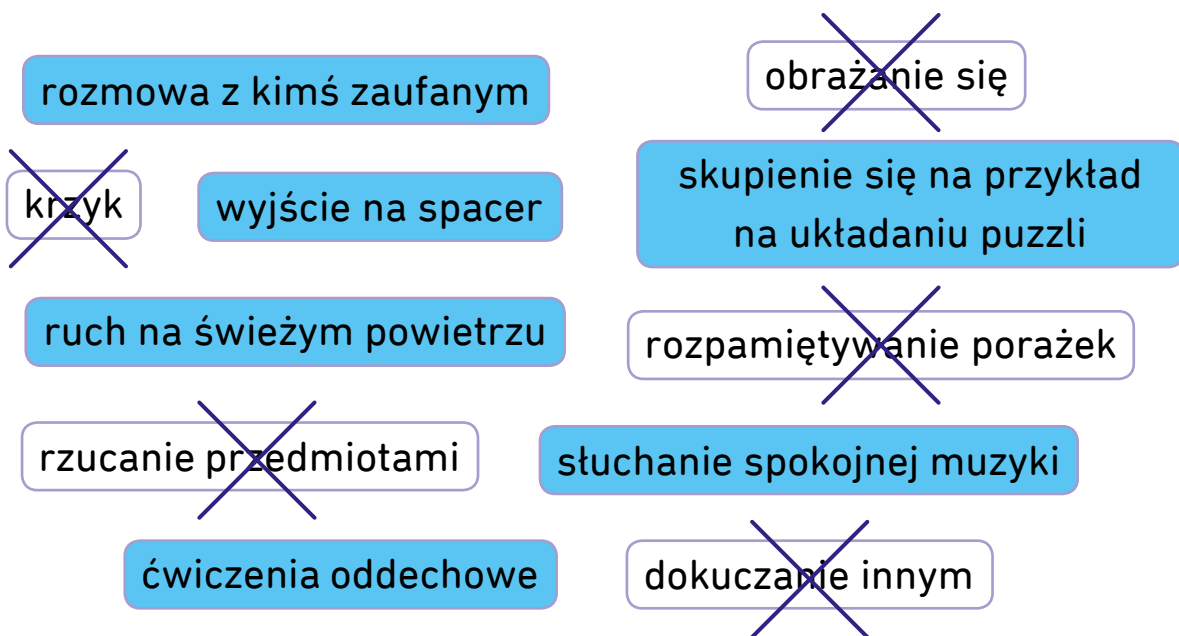 rozmowa z kimś zaufanym
obrażanie się
krzyk
wyjście na spacer
skupienie się na przykład
na układaniu puzzli
ruch na świeżym powietrzu
rozpamiętywanie porażek
rzucanie przedmiotami
słuchanie spokojnej muzyki
ćwiczenia oddechowe
dokuczanie innym